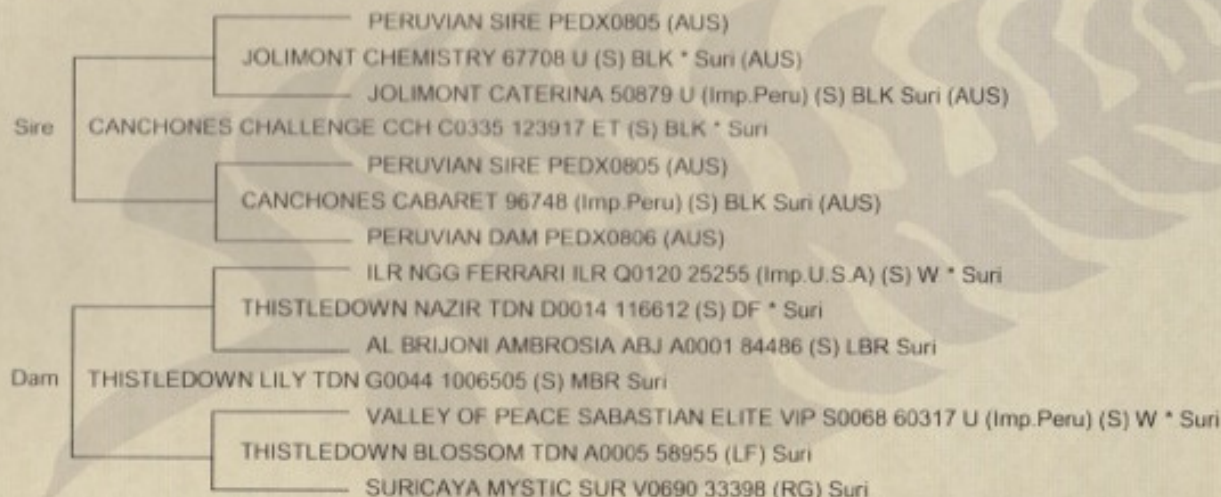 PERUVIAN SIRE PEDX0805 (AUS)
JOLIMONT CHEMISTRY 67708 U (S) BLK * Suri (AUS)
JOLIMONT CATERINA 50879 U (Imp.Peru) (S) BLK Suri (AUS)
Sire CANCHONES CHALLENGE CCH C0335 123917 ET (S) BLK * Suri
PERUVIAN SIRE PEDX0805 (AUS)
CANCHONES CABARET 96748 (Imp.Peru) (S) BLK Suri (AUS)
PERUVIAN DAM PEDX0806 (AUS)
ILR NGG FERRARI ILR Q0120 25255 (Imp.U.S.A) (S) W * Suri
THISTLEDOWN NAZIR TDN D0014 116612 (S) DF * Suri
AL BRIJONI AMBROSIA ABJ A0001 84486 (S) LBR Suri
Dam THISTLEDOWN LILY TDN G0044 1006505 (S) MBR Suri
VALLEY OF PEACE SABASTIAN ELITE VIP S0068 60317 U (Imp.Peru) (S) W * Suri
THISTLEDOWN BLOSSOM TDN A0005 58955 (LF) Suri
SURICAYA MYSTIC SUR V0690 33398 (RG) Suri